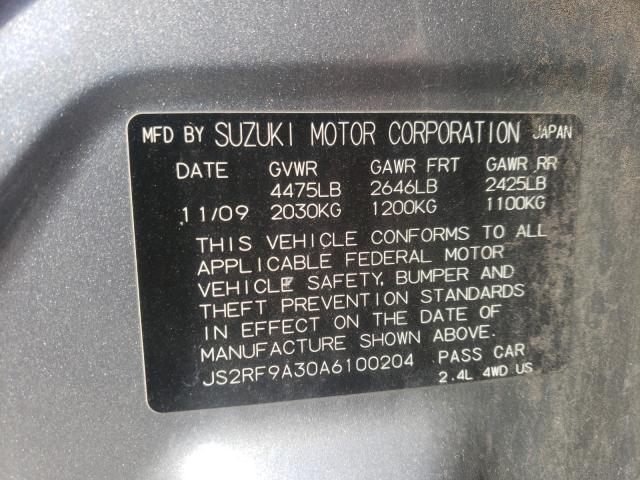 MFD BY SUZUKI MOTOR CORPORATION JAPAN
DATE GVWR GAWR FRT GAWR RR
4475LB 2646LB 2425LB
11/09 2030KG 1200KG 1100KG
THIS VEHICLE CONFORMS TO ALL
APPLICABLE FEDERAL MOTOR
VEHICLE SAFETY, BUMPER AND
THEFT PREVENTION STANDARDS
IN EFFECT ON THE DATE OF
MANUFACTURE SHOWN ABOVE.
JS2RF9A30A6100204 PASS CAR
2.4L 4WD US